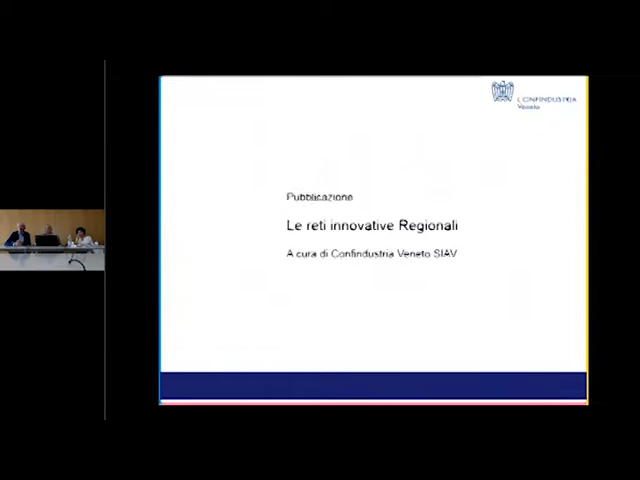 CONFINDUSTRIA
Veneto
Pubblicazione
Le reti innovative Regionali
A cura di Confindustria Veneto SIAV